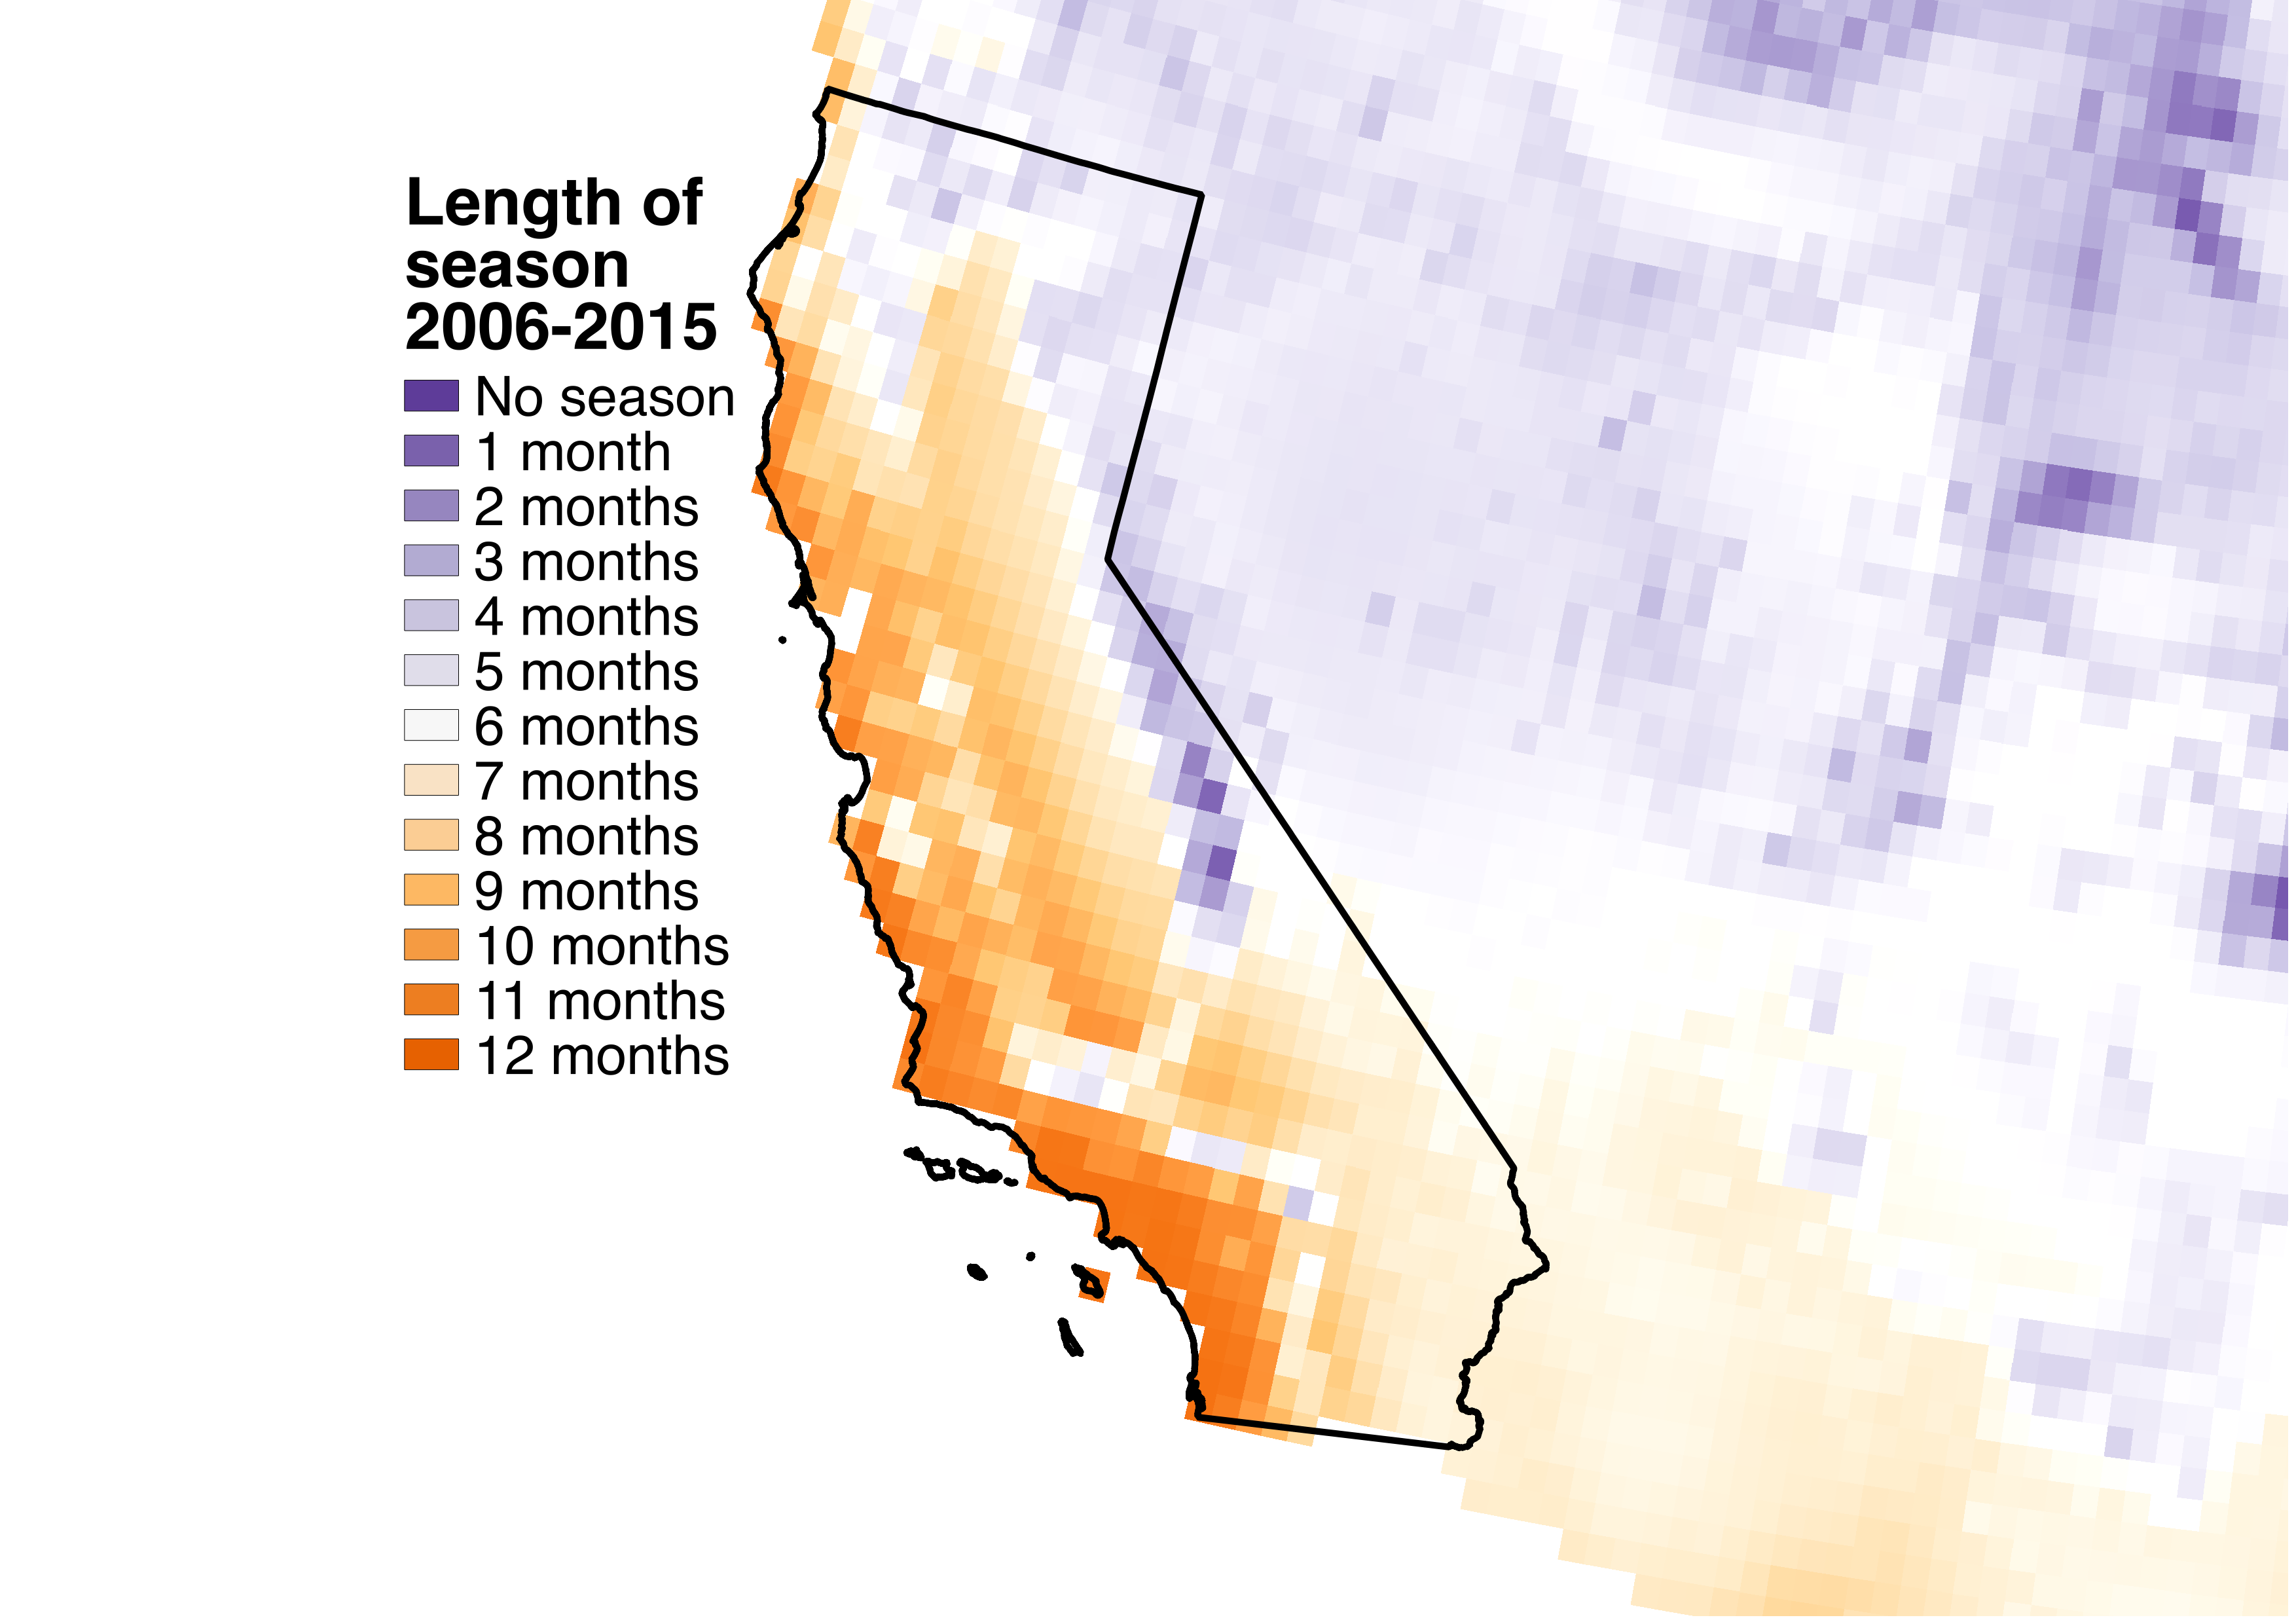 Length of
season
2006-2015
No season
1 month
2 months
3 months
4 months
5 months
6 months
7 months
8 months
9 months
10 months
11 months
12 months